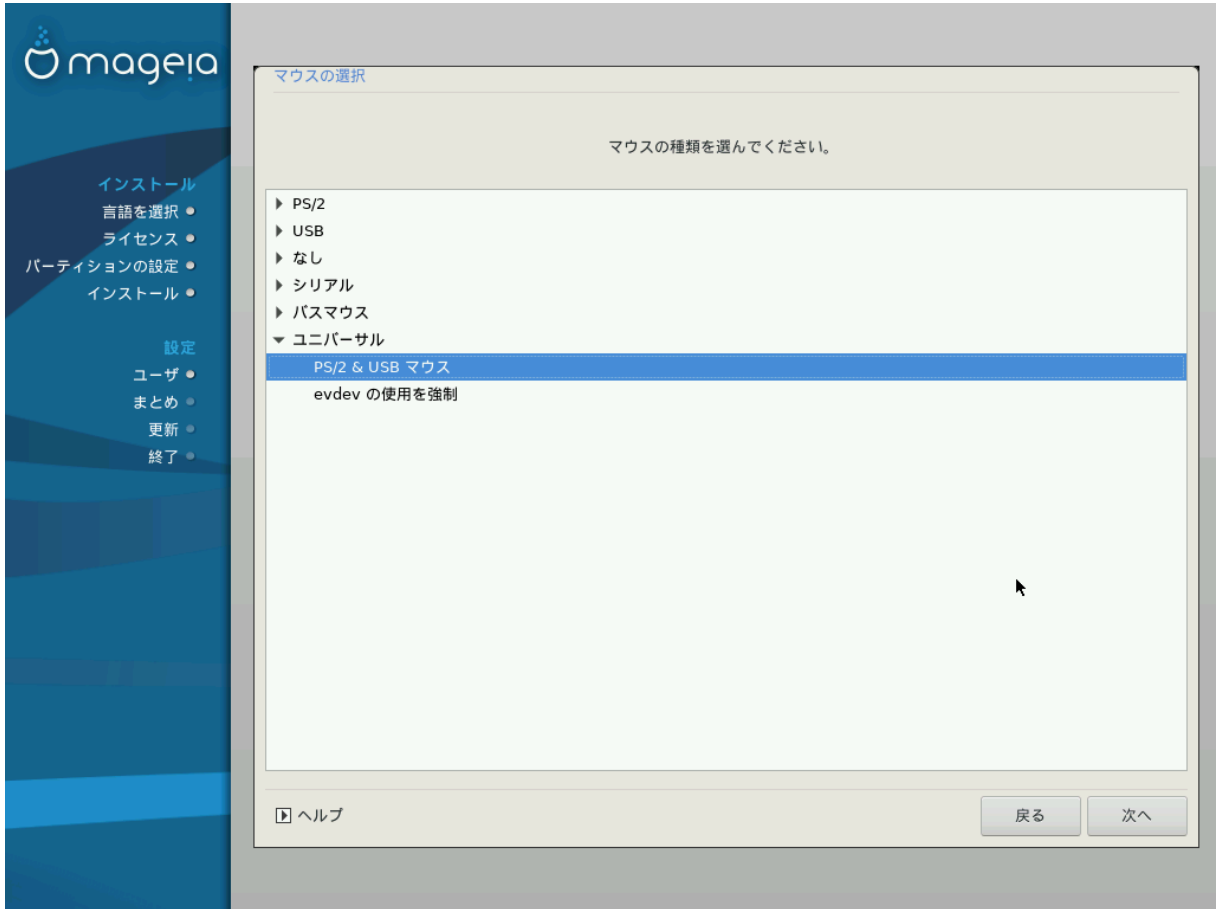 mageia
インストール
言語を選択
ライセンス
パーティションの設定
インストール
設定
ユーザ
まとめ
更新
終了
マウスの選択
マウスの種類を選んでください。
PS/2
USB
なし
シリアル
バスマウス
ユニバーサル
PS/2 & USB マウス
evdev の使用を強制
ヘルプ
戻る
次へ